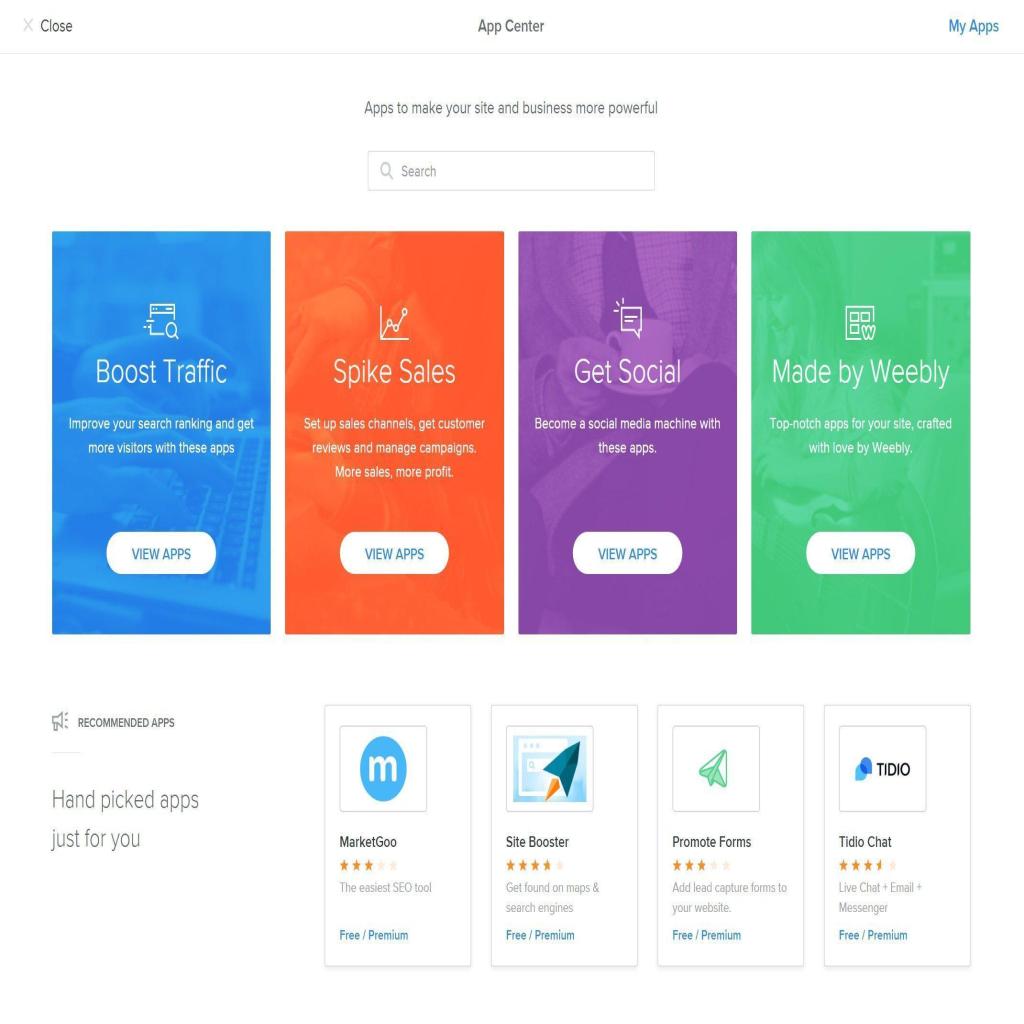 X Close
App Center
My Apps
Apps to make your site and business more powerful
Search
Boost Traffic
Improve your search ranking and get
more visitors with these apps
VIEW APPS
Spike Sales
Set up sales channels, get customer
reviews and manage campaigns.
More sales, more profit.
VIEW APPS
Get Social
Become a social media machine with
these apps.
VIEW APPS
Made by Weebly
Top-notch apps for your site, crafted
with love by Weebly.
VIEW APPS
RECOMMENDED APPS
Hand picked apps
just for you
m
MarketGoo
The easiest SEO tool
Free / Premium
Site Booster
Get found on maps &
search engines
Free / Premium
Promote Forms
Add lead capture forms to
your website.
Free / Premium
TIDIO
Tidio Chat
Live Chat + Email +
Messenger
Free / Premium